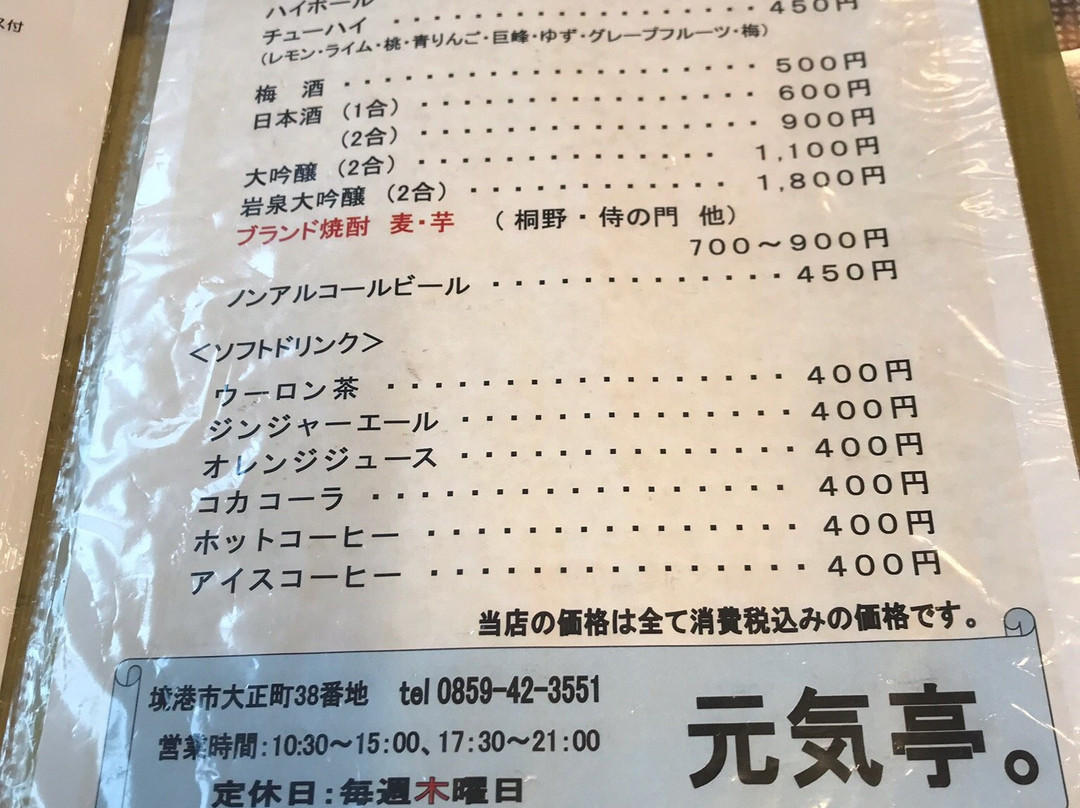 ス付
ハイボール
チューハイ ・・・・・・・・・・・・・・・・ 450円
(レモン・ライム・桃・青りんご・巨峰・ゆず・グレープフルーツ・梅)
梅　酒 ・・・・・・・・・・・・・・・・・・ 500円
日本酒 (1合) ・・・・・・・・・・・・・・ 600円
(2合) ・・・・・・・・・・・・・・ 900円
大吟醸 (2合) ・・・・・・・・・・・・・ 1,100円
岩泉大吟醸 (2合) ・・・・・・・・・・・ 1,800円
ブランド焼酎 麦・芋 (桐野・侍の門 他)
700～900円
ノンアルコールビール ・・・・・・・・・・・・・ 450円
＜ソフトドリンク＞
ウーロン茶 ・・・・・・・・・・・・・・・・・ 400円
ジンジャーエール ・・・・・・・・・・・・・・ 400円
オレンジジュース ・・・・・・・・・・・・・・ 400円
コカコーラ ・・・・・・・・・・・・・・・・・ 400円
ホットコーヒー ・・・・・・・・・・・・・・・ 400円
アイスコーヒー ・・・・・・・・・・・・・・・ 400円
当店の価格は全て消費税込みの価格です。
境港市大正町38番地 tel 0859-42-3551
営業時間:10:30～15:00、17:30～21:00
定休日:毎週木曜日
元気亭。